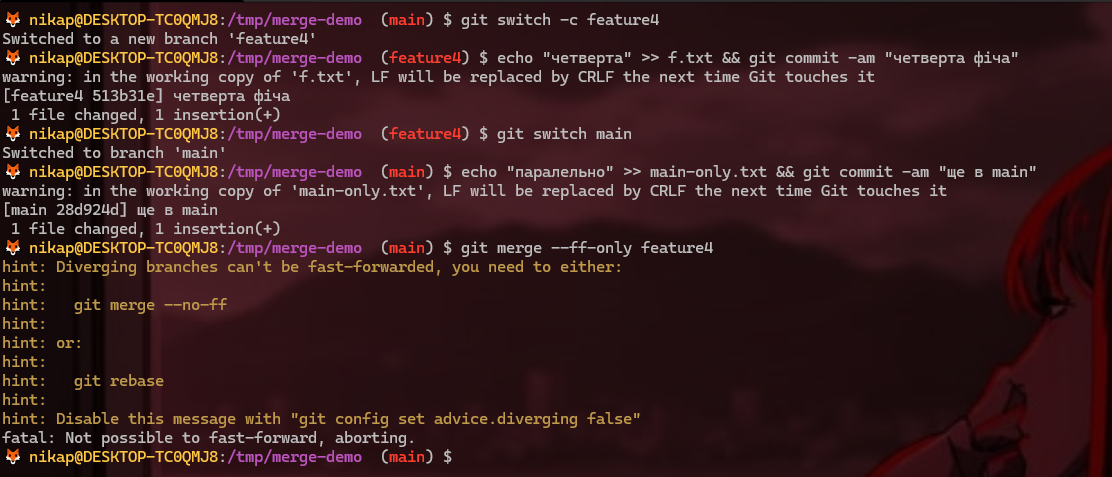 🦊 nikap@DESKTOP-TC0QMJ8:/tmp/merge-demo  (main) $ git switch -c feature4
Switched to a new branch 'feature4'
🦊 nikap@DESKTOP-TC0QMJ8:/tmp/merge-demo  (feature4) $ echo "четверта" >> f.txt && git commit -am "четверта фіча"
warning: in the working copy of 'f.txt', LF will be replaced by CRLF the next time Git touches it
[feature4 513b31e] четверта фіча
 1 file changed, 1 insertion(+)
🦊 nikap@DESKTOP-TC0QMJ8:/tmp/merge-demo  (feature4) $ git switch main
Switched to branch 'main'
🦊 nikap@DESKTOP-TC0QMJ8:/tmp/merge-demo  (main) $ echo "паралельно" >> main-only.txt && git commit -am "ще в main"
warning: in the working copy of 'main-only.txt', LF will be replaced by CRLF the next time Git touches it
[main 28d924d] ще в main
 1 file changed, 1 insertion(+)
🦊 nikap@DESKTOP-TC0QMJ8:/tmp/merge-demo  (main) $ git merge --ff-only feature4
hint: Diverging branches can't be fast-forwarded, you need to either:
hint:
hint:   git merge --no-ff
hint:
hint: or:
hint:
hint:   git rebase
hint:
hint: Disable this message with "git config set advice.diverging false"
fatal: Not possible to fast-forward, aborting.
🦊 nikap@DESKTOP-TC0QMJ8:/tmp/merge-demo  (main) $